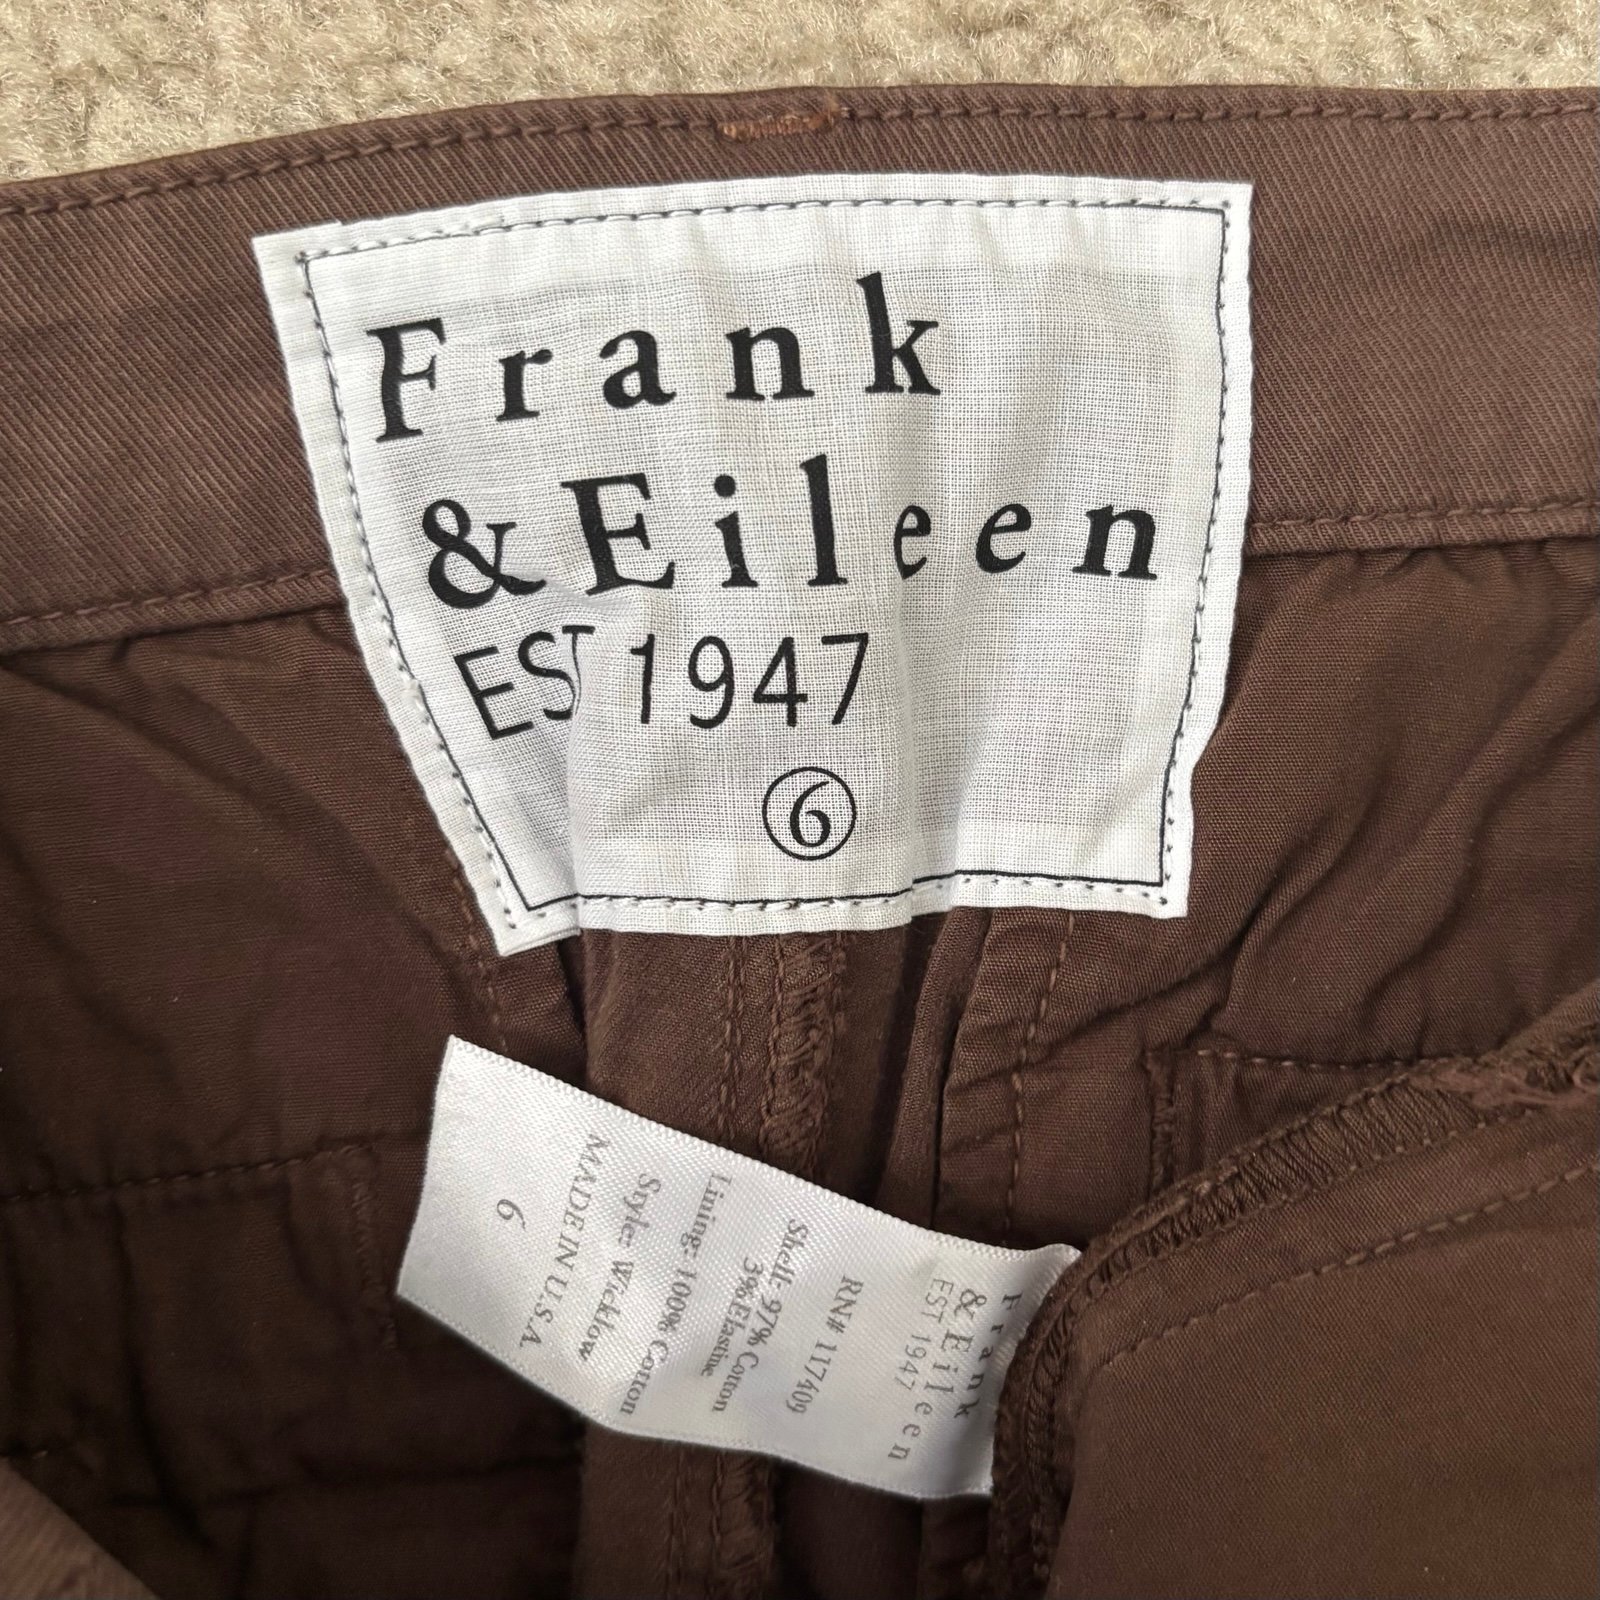 Frank
& Eileen
EST 1947
6
Frank
& Eileen
EST 1947
RN# 117409
Shell: 97% Cotton
3% Elastine
Lining: 100% Cotton
Style: Wicklow
MADE IN U.S.A.
6